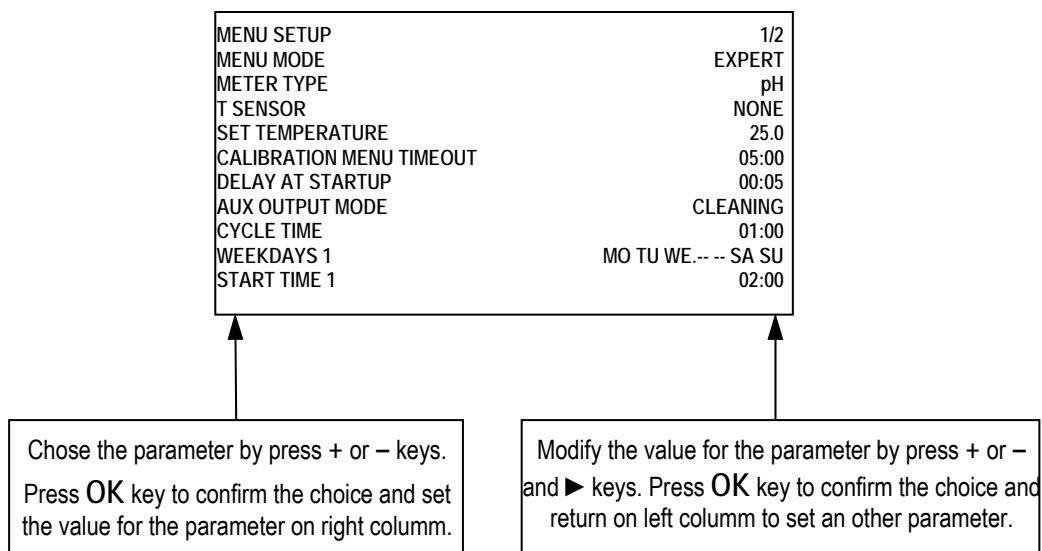 MENU SETUP 1/2
MENU MODE EXPERT
METER TYPE pH
T SENSOR NONE
SET TEMPERATURE 25.0
CALIBRATION MENU TIMEOUT 05:00
DELAY AT STARTUP 00:05
AUX OUTPUT MODE CLEANING
CYCLE TIME 01:00
WEEKDAYS 1 MO TU WE.-- -- SA SU
START TIME 1 02:00
Chose the parameter by press + or – keys.
Press OK key to confirm the choice and set
the value for the parameter on right columm.
Modify the value for the parameter by press + or –
and ► keys. Press OK key to confirm the choice and
return on left columm to set an other parameter.